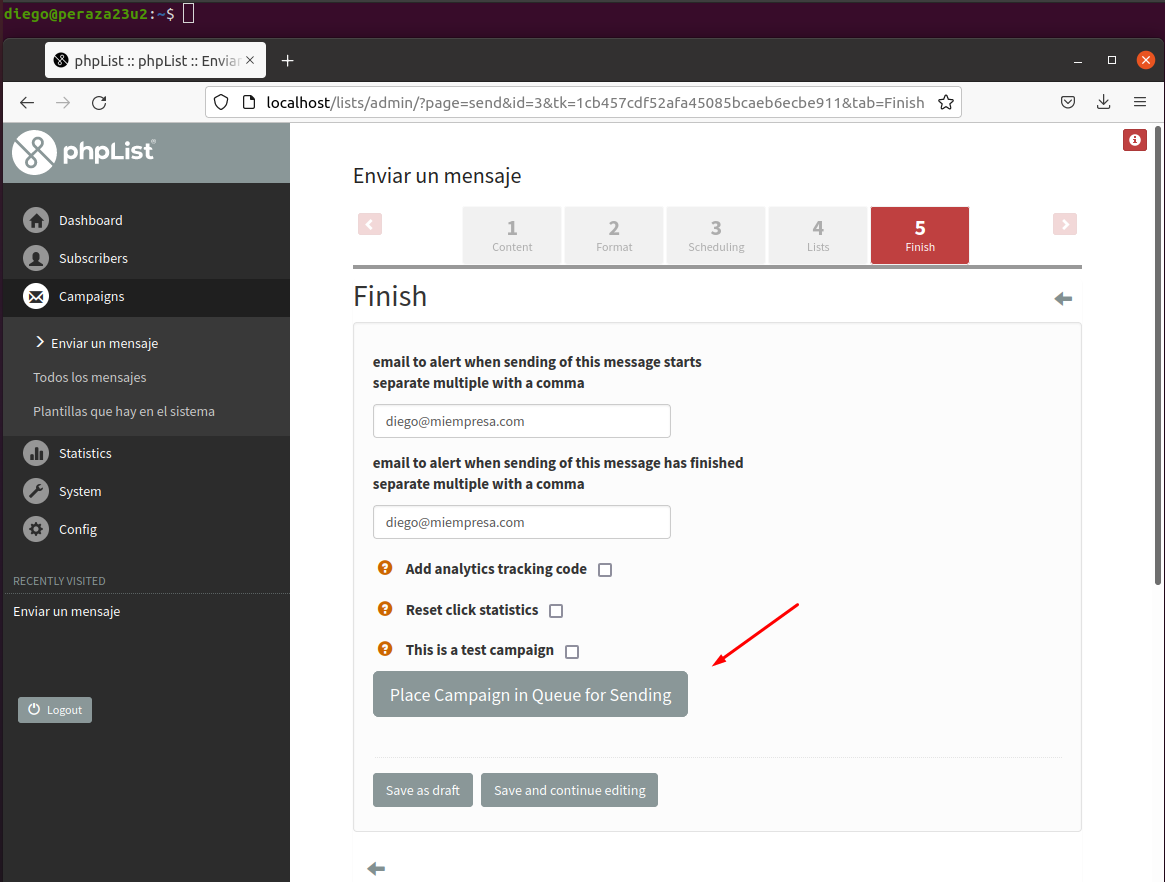 diego@peraza23u2:~$
phpList :: phpList :: Enviar
localhost/lists/admin/?page=send&id=3&tk=1cb457cdf52afa45085bcaeb6ecbe911&tab=Finish
phpList
Dashboard
Subscribers
Campaigns
Enviar un mensaje
Todos los mensajes
Plantillas que hay en el sistema
Statistics
System
Config
RECENTLY VISITED
Enviar un mensaje
Logout
Enviar un mensaje
1
Content
2
Format
3
Scheduling
4
Lists
5
Finish
Finish
email to alert when sending of this message starts
separate multiple with a comma
diego@miempresa.com
email to alert when sending of this message has finished
separate multiple with a comma
diego@miempresa.com
Add analytics tracking code
Reset click statistics
This is a test campaign
Place Campaign in Queue for Sending
Save as draft
Save and continue editing